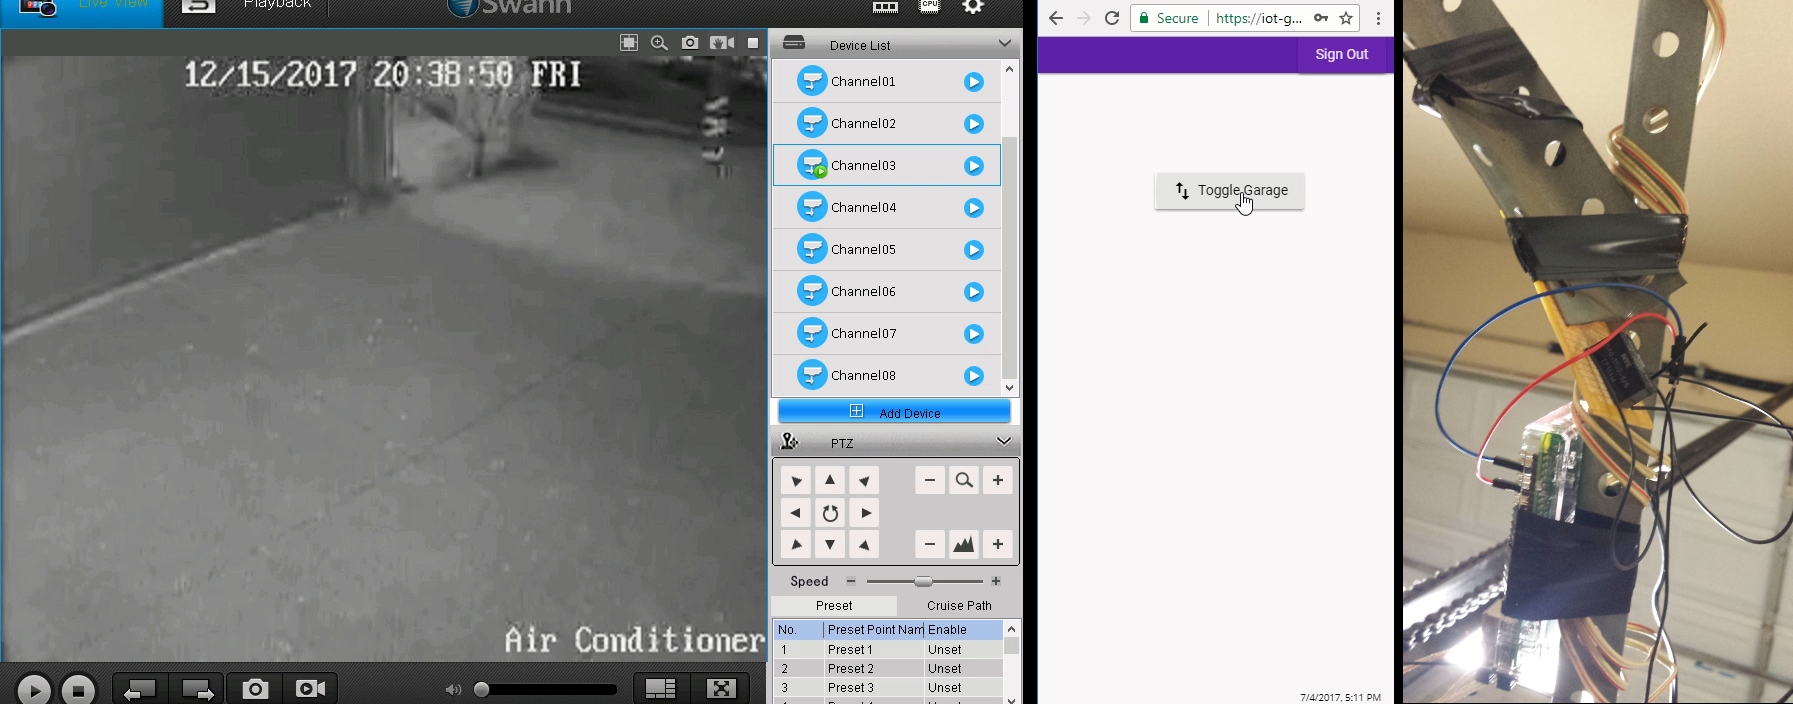 Live View
Playback
Swann
CPU
12/15/2017 20:38:50 FRI
Air Conditioner
Device List
Channel01
Channel02
Channel03
Channel04
Channel05
Channel06
Channel07
Channel08
Add Device
PTZ
Speed
Preset Cruise Path
No. Preset Point Nam Enable
1 Preset 1 Unset
2 Preset 2 Unset
3 Preset 3 Unset
Secure https://iot-g...
Sign Out
Toggle Garage
7/4/2017, 5:11 PM